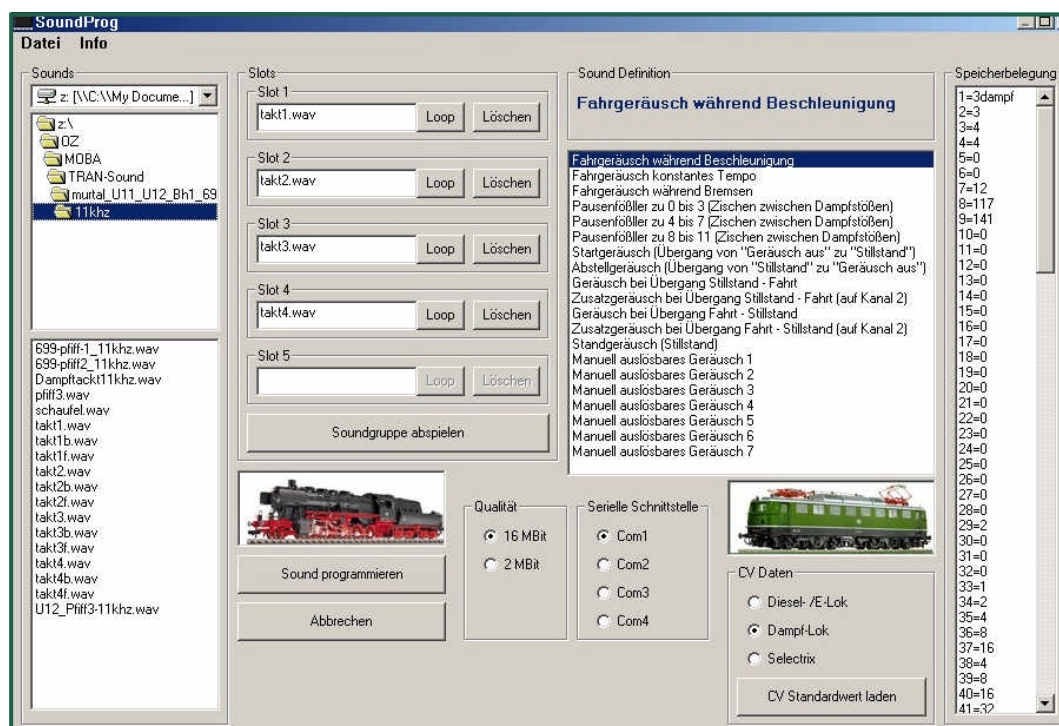 SoundProg
Datei Info
Sounds
z: [\\C:\\My Docume...]
z:\
OZ
MOBA
TRAN-Sound
murtal_U11_U12_Bh1_69
11khz
699-pfiff-1_11khz.wav
699-pfiff2_11khz.wav
Dampftackt11khz.wav
pfiff3.wav
schaufel.wav
takt1.wav
takt1b.wav
takt1f.wav
takt2.wav
takt2b.wav
takt2f.wav
takt3.wav
takt3b.wav
takt3f.wav
takt4.wav
takt4b.wav
takt4f.wav
U12_Pfiff3-11khz.wav
Slots
Slot 1
takt1.wav Loop Löschen
Slot 2
takt2.wav Loop Löschen
Slot 3
takt3.wav Loop Löschen
Slot 4
takt4.wav Loop Löschen
Slot 5
Loop Löschen
Soundgruppe abspielen
Sound programmieren
Abbrechen
Qualität
16 MBit
2 MBit
Serielle Schnittstelle
Com1
Com2
Com3
Com4
Sound Definition
Fahrgeräusch während Beschleunigung
Fahrgeräusch während Beschleunigung
Fahrgeräusch konstantes Tempo
Fahrgeräusch während Bremsen
Pausenfößller zu 0 bis 3 (Zischen zwischen Dampfstößen)
Pausenfößller zu 4 bis 7 (Zischen zwischen Dampfstößen)
Pausenfößller zu 8 bis 11 (Zischen zwischen Dampfstößen)
Startgeräusch (Übergang von "Geräusch aus" zu "Stillstand")
Abstellgeräusch (Übergang von "Stillstand" zu "Geräusch aus")
Geräusch bei Übergang Stillstand - Fahrt
Zusatzgeräusch bei Übergang Stillstand - Fahrt (auf Kanal 2)
Geräusch bei Übergang Fahrt - Stillstand
Zusatzgeräusch bei Übergang Fahrt - Stillstand (auf Kanal 2)
Standgeräusch (Stillstand)
Manuell auslösbares Geräusch 1
Manuell auslösbares Geräusch 2
Manuell auslösbares Geräusch 3
Manuell auslösbares Geräusch 4
Manuell auslösbares Geräusch 5
Manuell auslösbares Geräusch 6
Manuell auslösbares Geräusch 7
CV Daten
Diesel- /E-Lok
Dampf-Lok
Selectrix
CV Standardwert laden
Speicherbelegung
1=3dampf
2=3
3=4
4=4
5=0
6=0
7=12
8=117
9=141
10=0
11=0
12=0
13=0
14=0
15=0
16=0
17=0
18=0
19=0
20=0
21=0
22=0
23=0
24=0
25=0
26=0
27=0
28=0
29=2
30=0
31=0
32=0
33=1
34=2
35=4
36=8
37=16
38=4
39=8
40=16
41=32